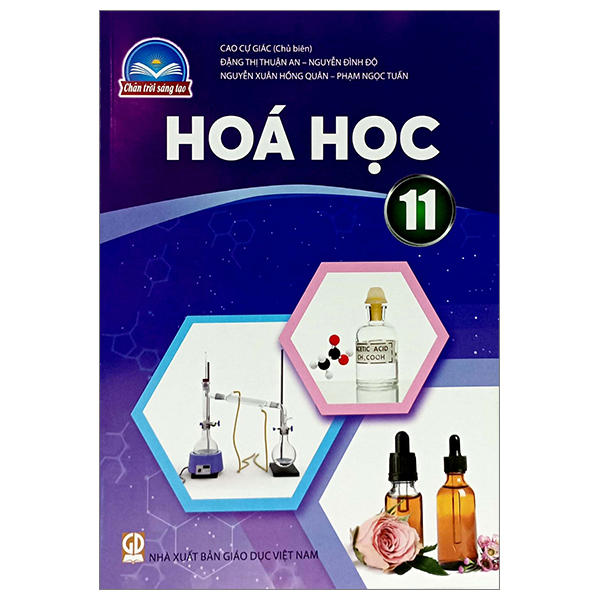 Chân trời sáng tạo
CAO CỰ GIÁC (Chủ biên)
ĐẶNG THỊ THUẬN AN – NGUYỄN ĐÌNH ĐỘ
NGUYỄN XUÂN HỒNG QUÂN – PHẠM NGỌC TUẤN
HOÁ HỌC
11
ACETIC ACID
CH₃COOH
GD
NHÀ XUẤT BẢN GIÁO DỤC VIỆT NAM